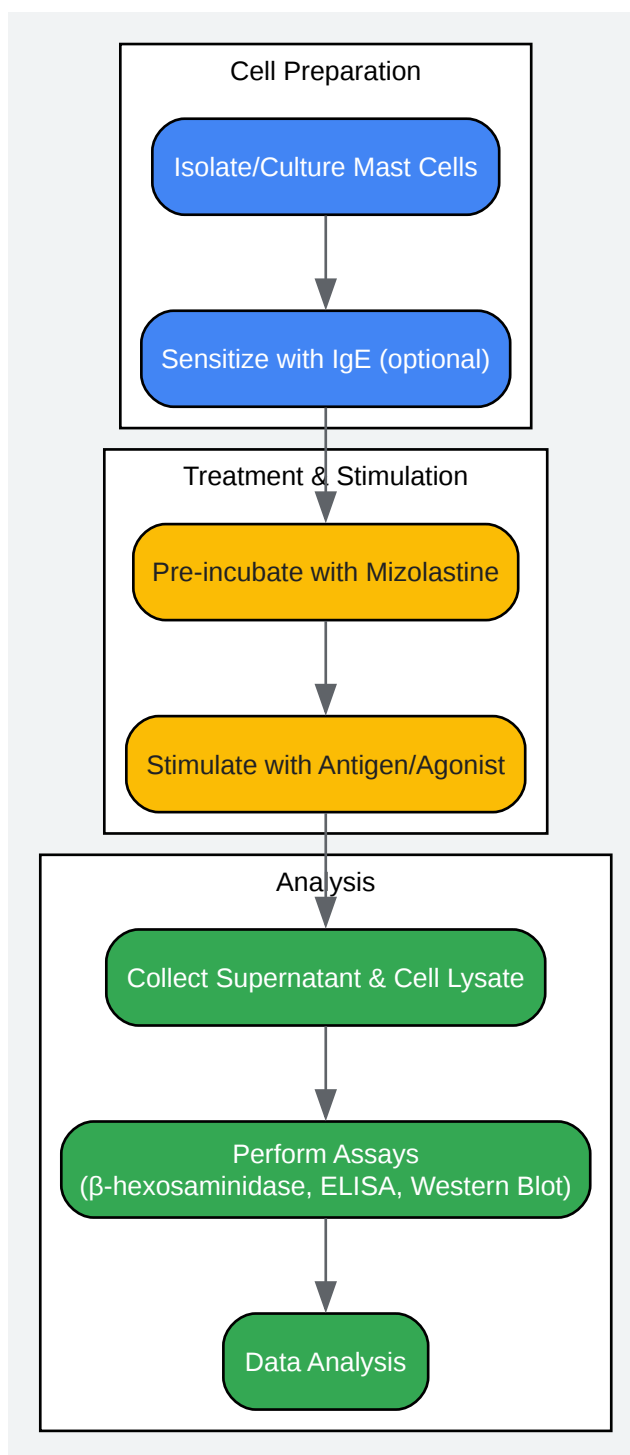 Cell Preparation
Isolate/Culture Mast Cells
Sensitize with IgE (optional)
Treatment & Stimulation
Pre-incubate with Mizolastine
Stimulate with Antigen/Agonist
Analysis
Collect Supernatant & Cell Lysate
Perform Assays
(β-hexosaminidase, ELISA, Western Blot)
Data Analysis